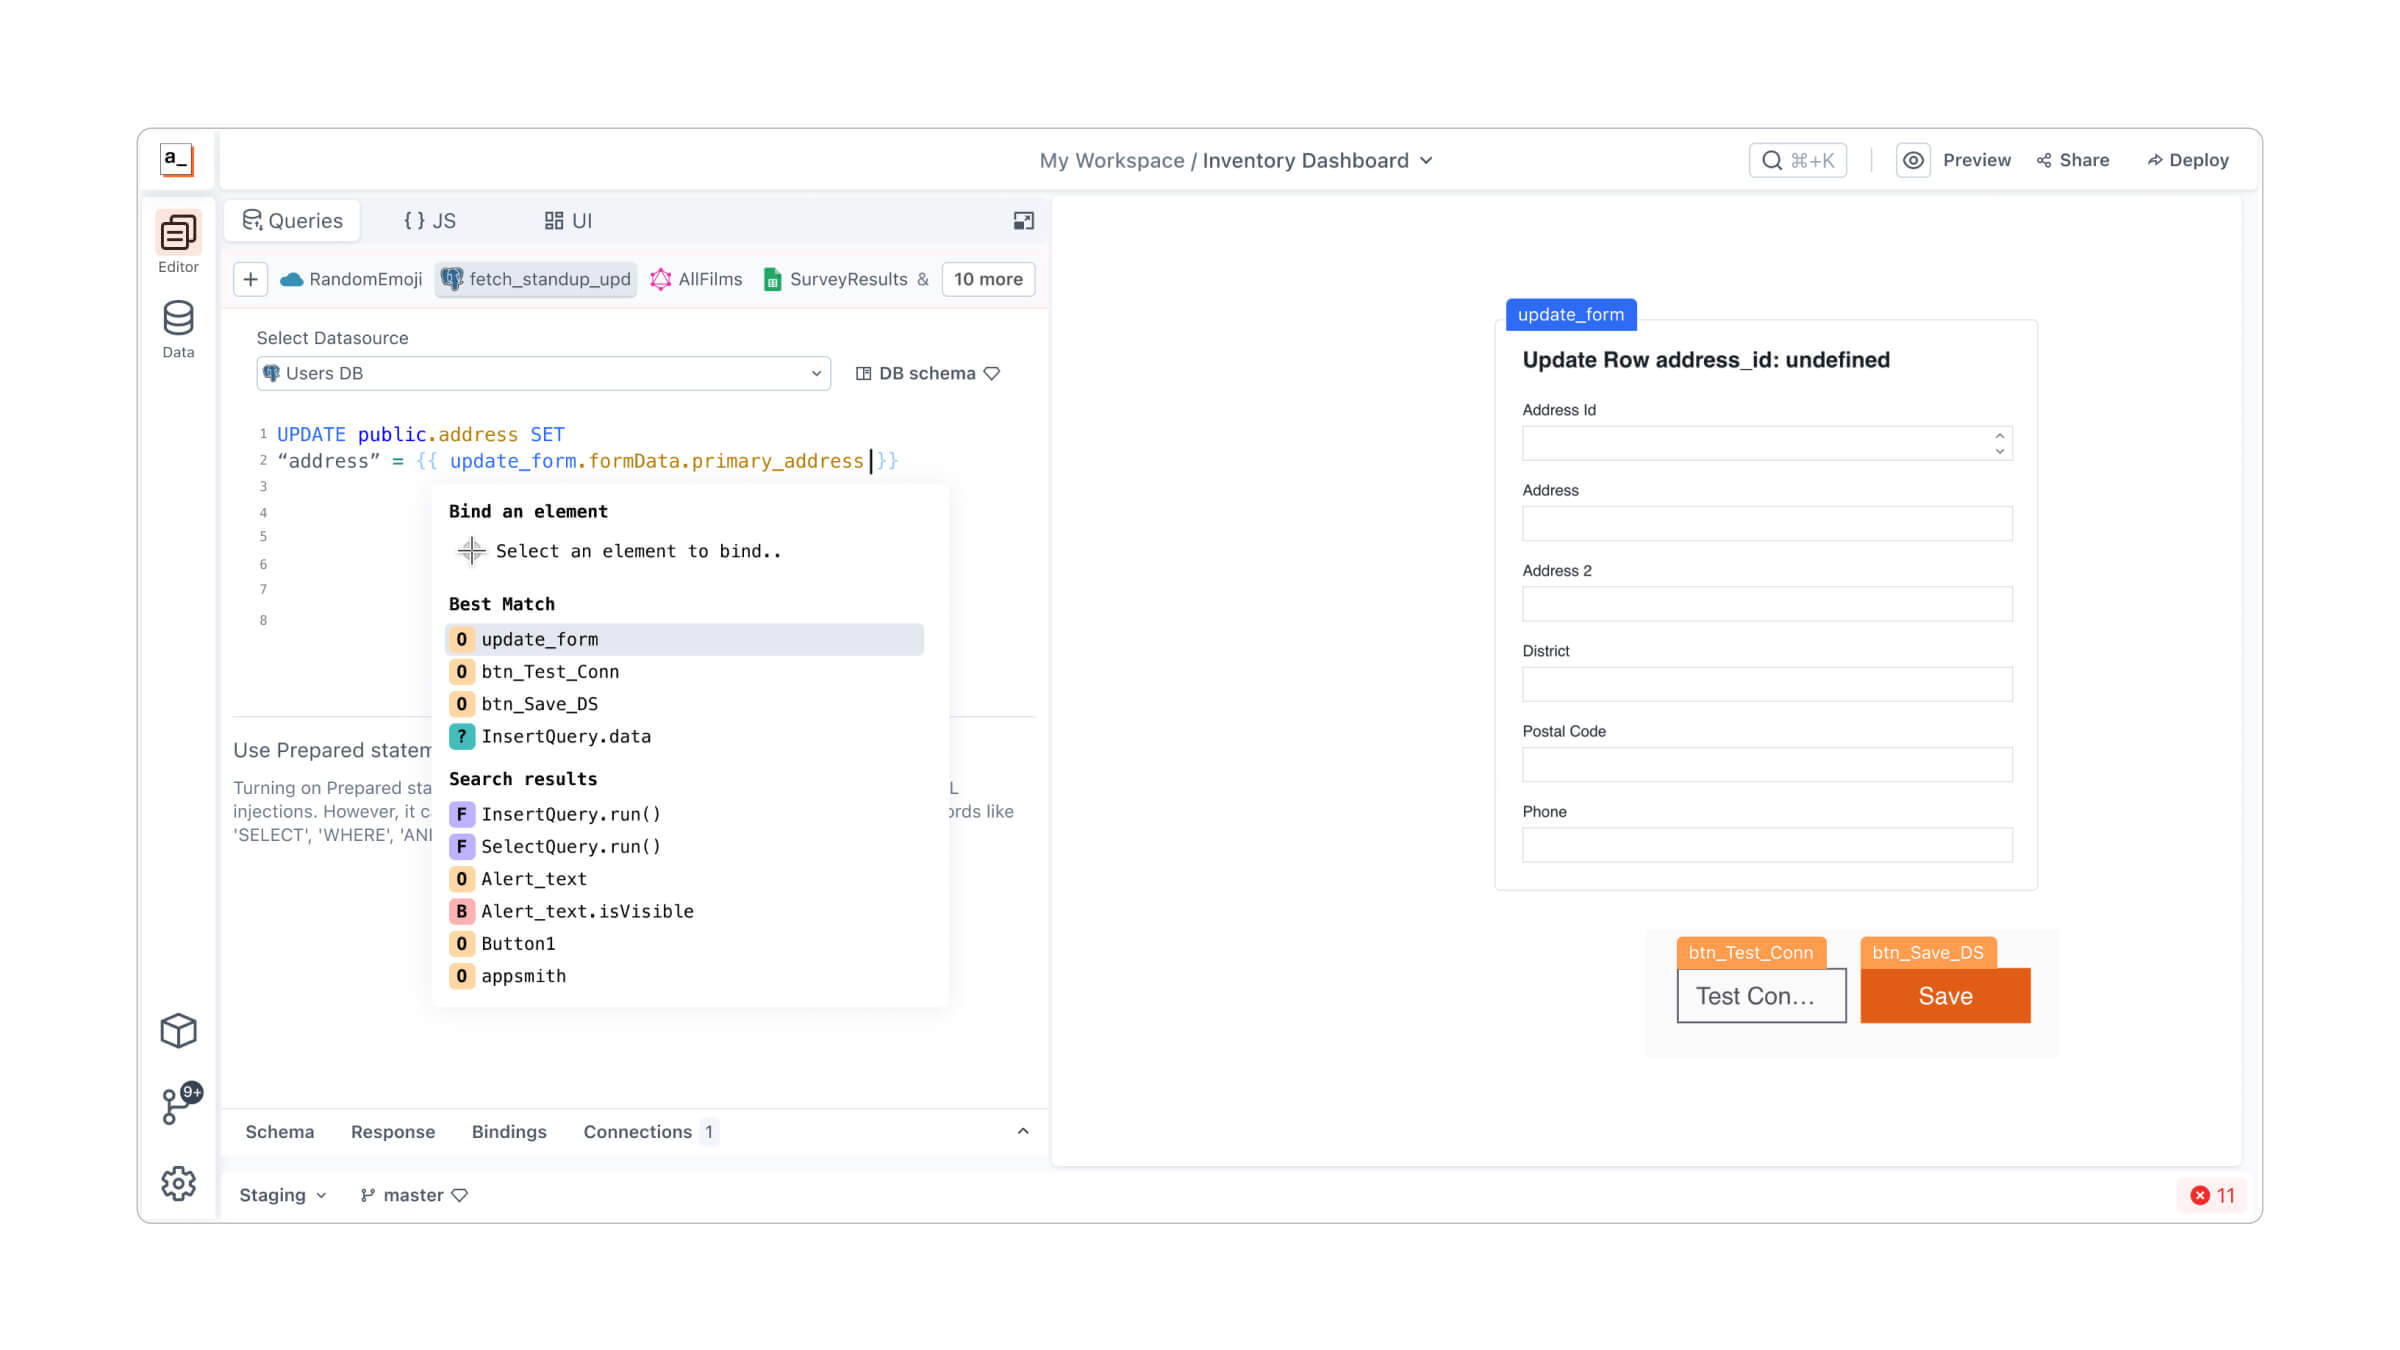 a_
My Workspace / Inventory Dashboard
⌘+K
Preview
Share
Deploy
Editor
Data
9+
Queries
{ } JS
UI
+
RandomEmoji
fetch_standup_upd
AllFilms
SurveyResults &
10 more
Select Datasource
Users DB
DB schema
1 UPDATE public.address SET
2 “address” = {{ update_form.formData.primary_address }}
3
4
5
6
7
8
Bind an element
Select an element to bind..
Best Match
O update_form
O btn_Test_Conn
O btn_Save_DS
? InsertQuery.data
Search results
F InsertQuery.run()
F SelectQuery.run()
O Alert_text
B Alert_text.isVisible
O Button1
O appsmith
Use Prepared statem
Turning on Prepared sta L
injections. However, it c ords like
'SELECT', 'WHERE', 'AN
Schema
Response
Bindings
Connections 1
Staging
master
update_form
Update Row address_id: undefined
Address Id
Address
Address 2
District
Postal Code
Phone
btn_Test_Conn
btn_Save_DS
Test Con...
Save
11